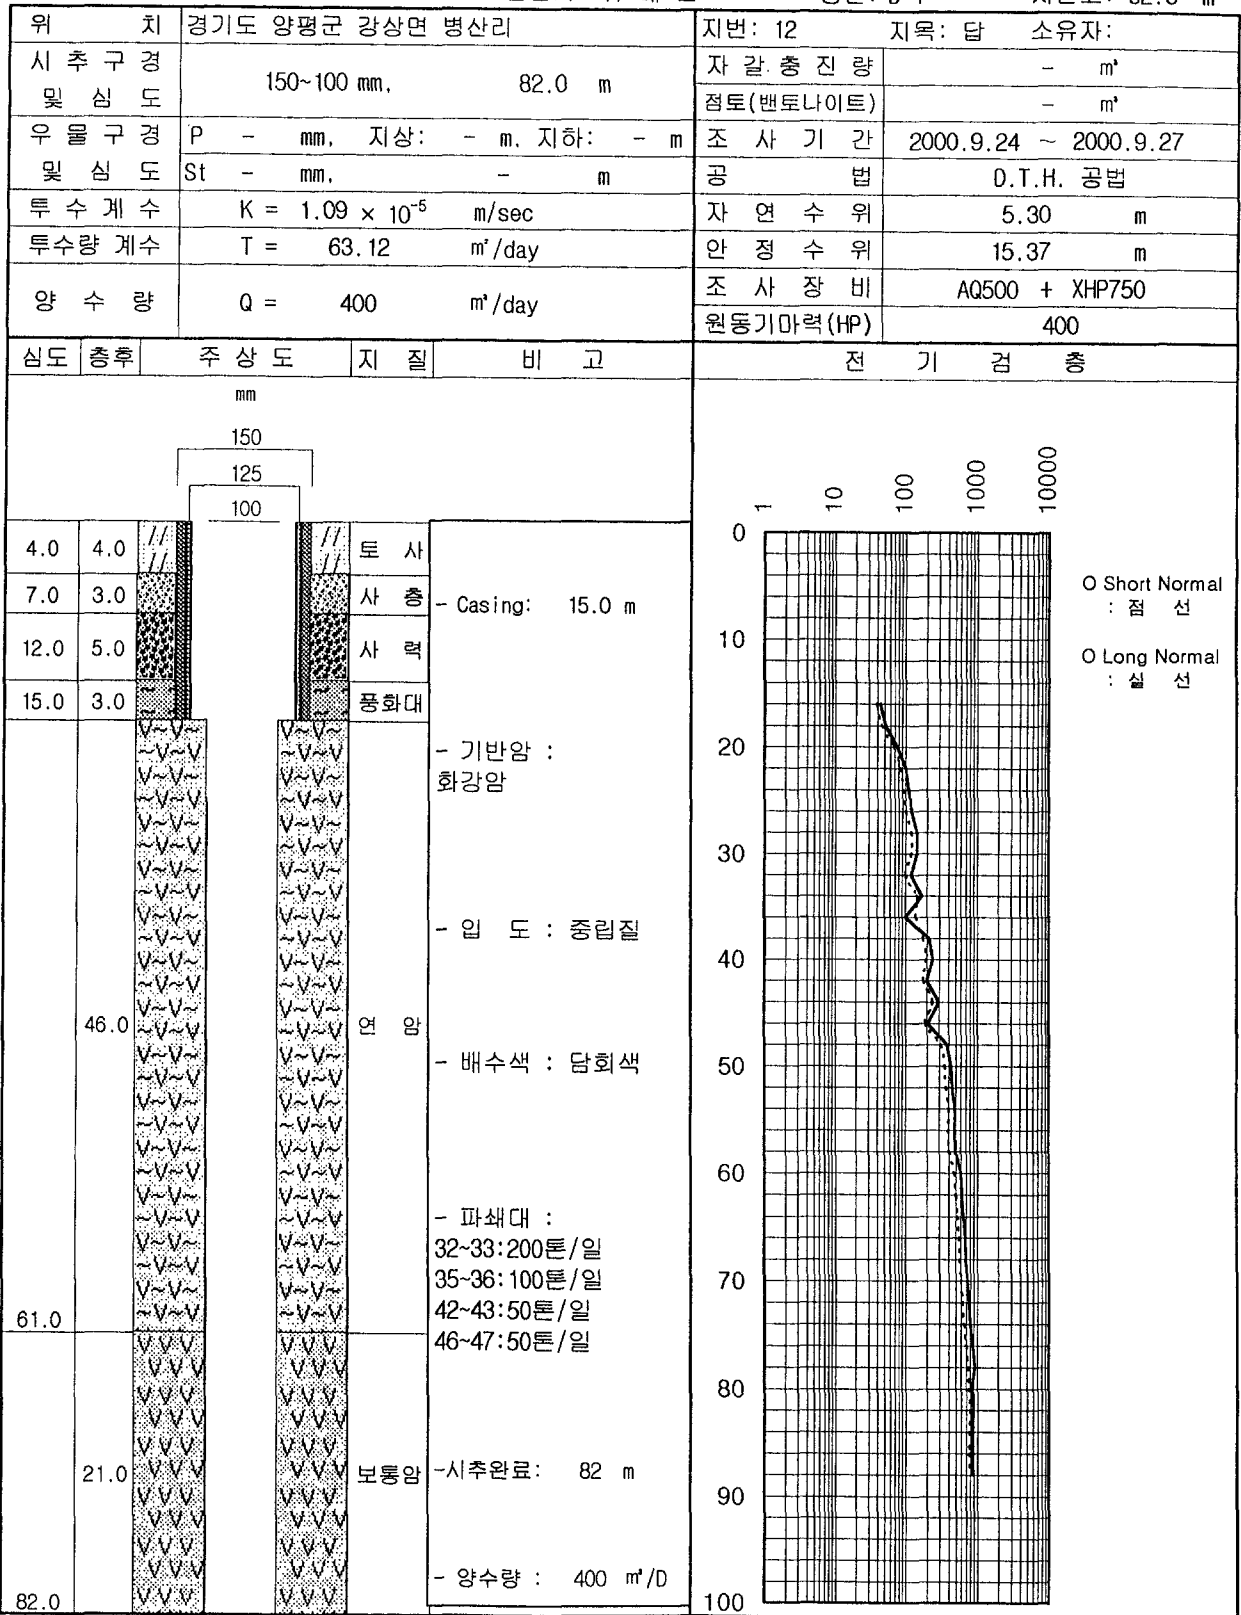 위 치 경기도 양평군 강상면 병산리 지번: 12 지목: 답 소유자:
시 추 구 경 및 심 도 150~100 mm, 82.0 m 자 갈 충 진 량 - m³
점토(밴토나이트) - m³
우 물 구 경 및 심 도 P - mm, 지상: - m, 지하: - m 조 사 기 간 2000.9.24 ~ 2000.9.27
St - mm, - m 공 법 D.T.H. 공법
투 수 계 수 K = 1.09 × 10⁻⁵ m/sec 자 연 수 위 5.30 m
투수량 계수 T = 63.12 m²/day 안 정 수 위 15.37 m
양 수 량 Q = 400 m³/day 조 사 장 비 AQ500 + XHP750
원동기마력(HP) 400
심도 층후 주 상 도 지 질 비 고 전 기 검 층
mm
150
125
100
1 10 100 1000 10000
4.0 4.0 토 사
7.0 3.0 사 층
- Casing: 15.0 m
12.0 5.0 사 력
15.0 3.0 풍화대
- 기반암 :
화강암
- 입 도 : 중립질
46.0 연 암
- 배수색 : 담회색
- 파쇄대 :
32~33:200톤/일
35~36:100톤/일
42~43:50톤/일
46~47:50톤/일
61.0
21.0 보통암
-시추완료: 82 m
- 양수량 : 400 m³/D
82.0
0
10
20
30
40
50
60
70
80
90
100
O Short Normal
: 점 선
O Long Normal
: 실 선